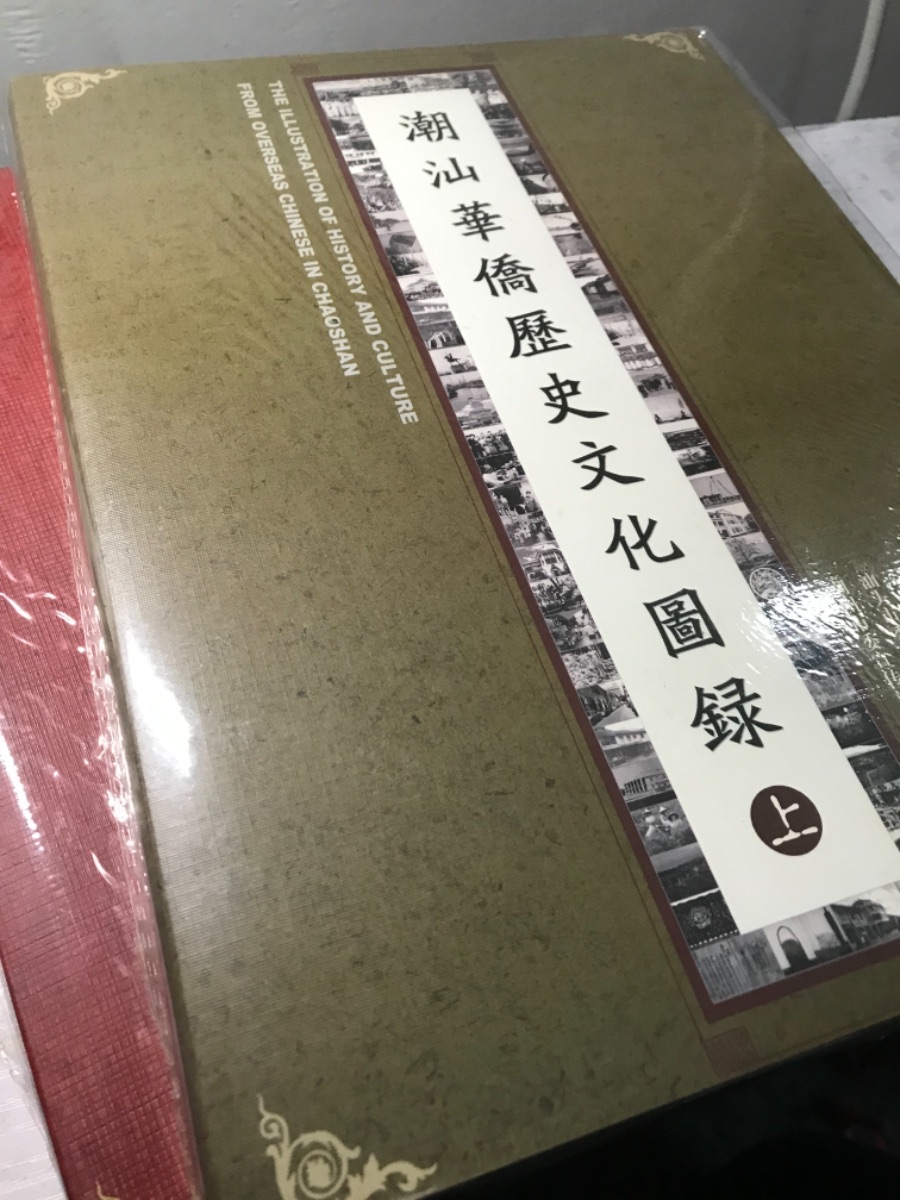 潮汕華僑歷史文化圖録
上
THE ILLUSTRATION OF HISTORY AND CULTURE
FROM OVERSEAS CHINESE IN CHAOSHAN